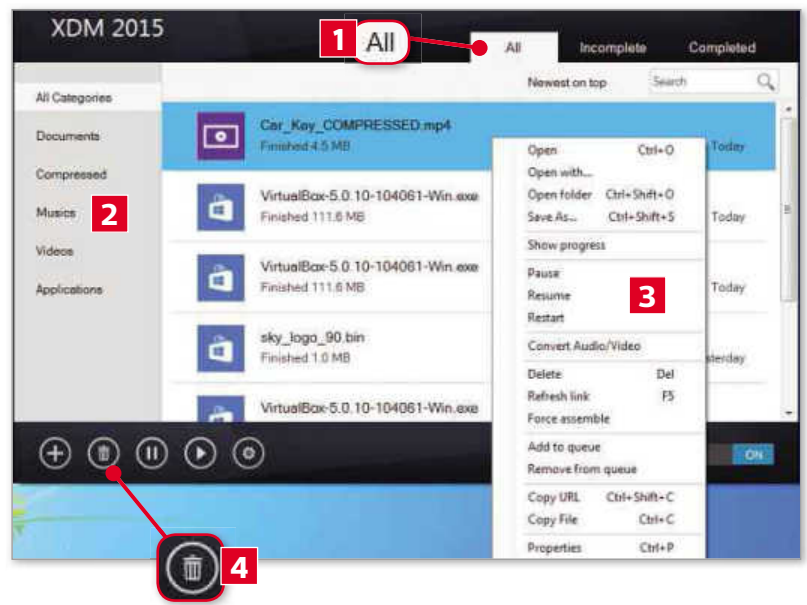 XDM 2015
1 All
All Incomplete Completed
Newest on top Search
All Categories
Documents
Compressed
Musics
2
Videos
Applications
Car_Key_COMPRESSED.mp4
Finished 4.5 MB Today
VirtualBox-5.0.10-104061-Win.exe
Finished 111.6 MB Today
VirtualBox-5.0.10-104061-Win.exe
Finished 111.6 MB Today
sky_logo_90.bin
Finished 1.0 MB
VirtualBox-5.0.10-104061-Win.exe
Open Ctrl+O
Open with...
Open folder Ctrl+Shift+O
Save As... Ctrl+Shift+S
Show progress
Pause
Resume
3
Restart
Convert Audio/Video
Delete Del
Refresh link F5
Force assemble
Add to queue
Remove from queue
Copy URL Ctrl+Shift+C
Copy File Ctrl+C
Properties Ctrl+P
ON
4